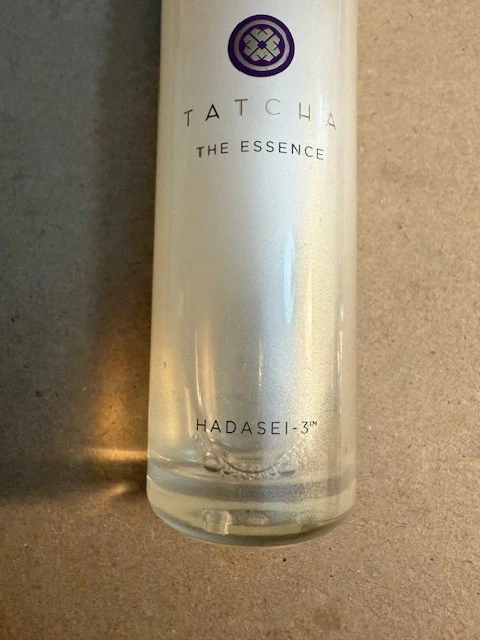 TATCHA
THE ESSENCE
HADASEI-3™